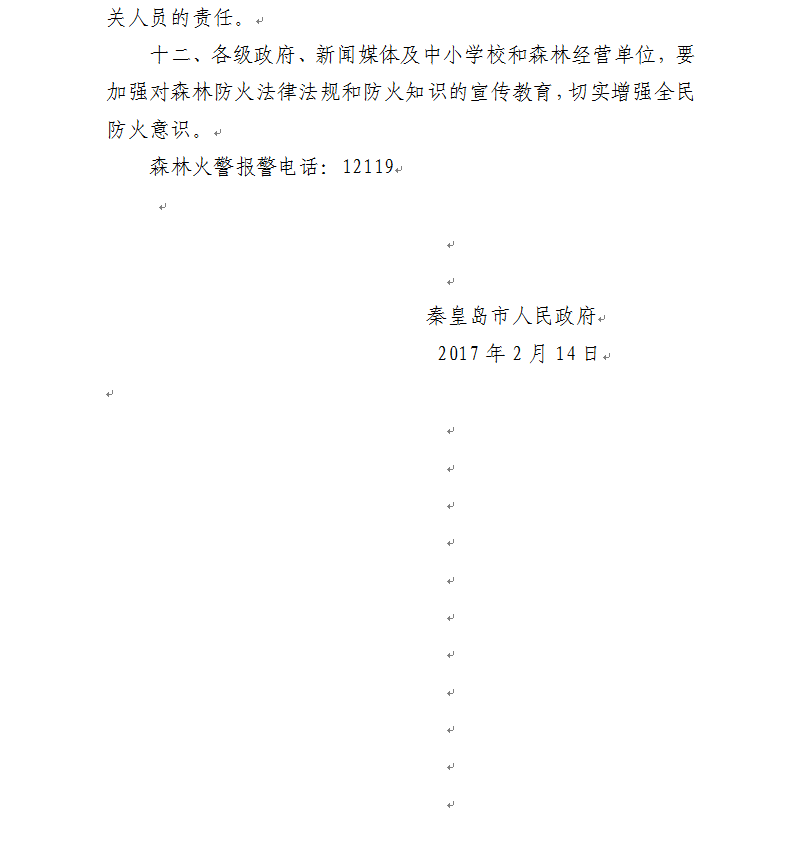 关人员的责任。
十二、各级政府、新闻媒体及中小学校和森林经营单位，要
加强对森林防火法律法规和防火知识的宣传教育，切实增强全民
防火意识。
森林火警报警电话：12119
秦皇岛市人民政府
2017 年 2 月 14 日